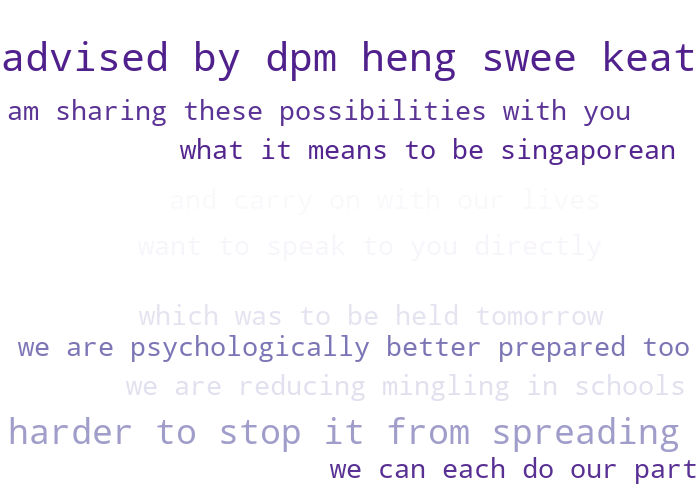 advised by dpm heng swee keat
am sharing these possibilities with you
what it means to be singaporean
and carry on with our lives
want to speak to you directly
which was to be held tomorrow
we are psychologically better prepared too
we are reducing mingling in schools
harder to stop it from spreading
we can each do our part